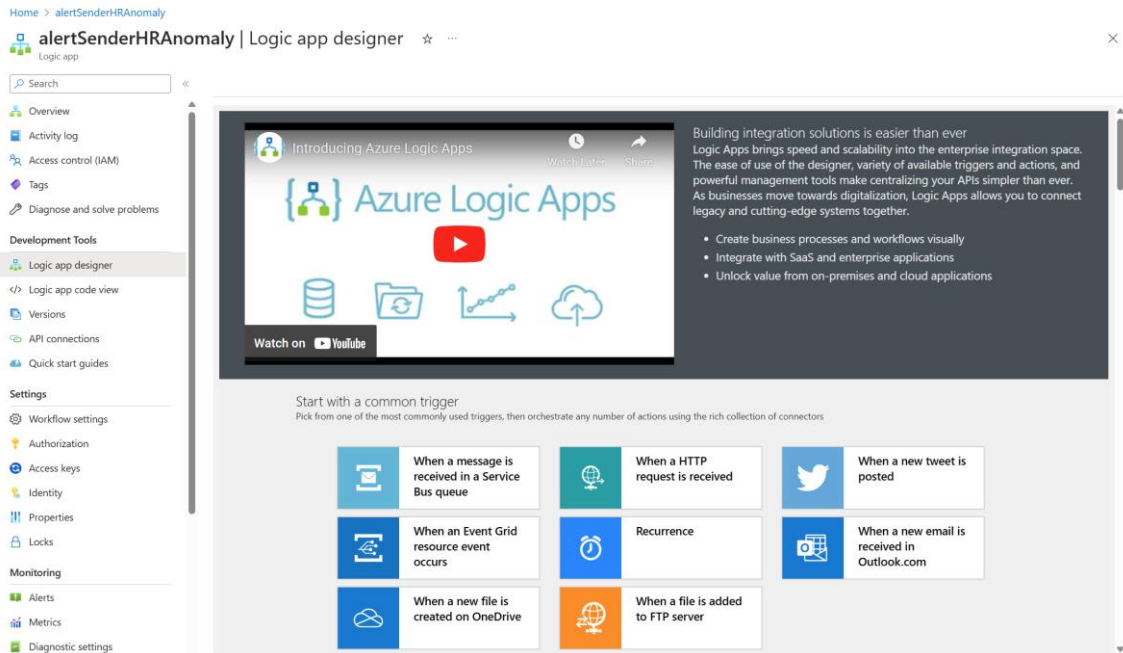 Home > alertSenderHRAnomaly
alertSenderHRAnomaly | Logic app designer
Logic app
Search
Overview
Activity log
Access control (IAM)
Tags
Diagnose and solve problems
Development Tools
Logic app designer
Logic app code view
Versions
API connections
Quick start guides
Settings
Workflow settings
Authorization
Access keys
Identity
Properties
Locks
Monitoring
Alerts
Metrics
Diagnostic settings
Introducing Azure Logic Apps
Watch Later
Share
Azure Logic Apps
Watch on YouTube
Building integration solutions is easier than ever
Logic Apps brings speed and scalability into the enterprise integration space.
The ease of use of the designer, variety of available triggers and actions, and
powerful management tools make centralizing your APIs simpler than ever.
As businesses move towards digitalization, Logic Apps allows you to connect
legacy and cutting-edge systems together.
• Create business processes and workflows visually
• Integrate with SaaS and enterprise applications
• Unlock value from on-premises and cloud applications
Start with a common trigger
Pick from one of the most commonly used triggers, then orchestrate any number of actions using the rich collection of connectors
When a message is
received in a Service
Bus queue
When a HTTP
request is received
When a new tweet is
posted
When an Event Grid
resource event
occurs
Recurrence
When a new email is
received in
Outlook.com
When a new file is
created on OneDrive
When a file is added
to FTP server